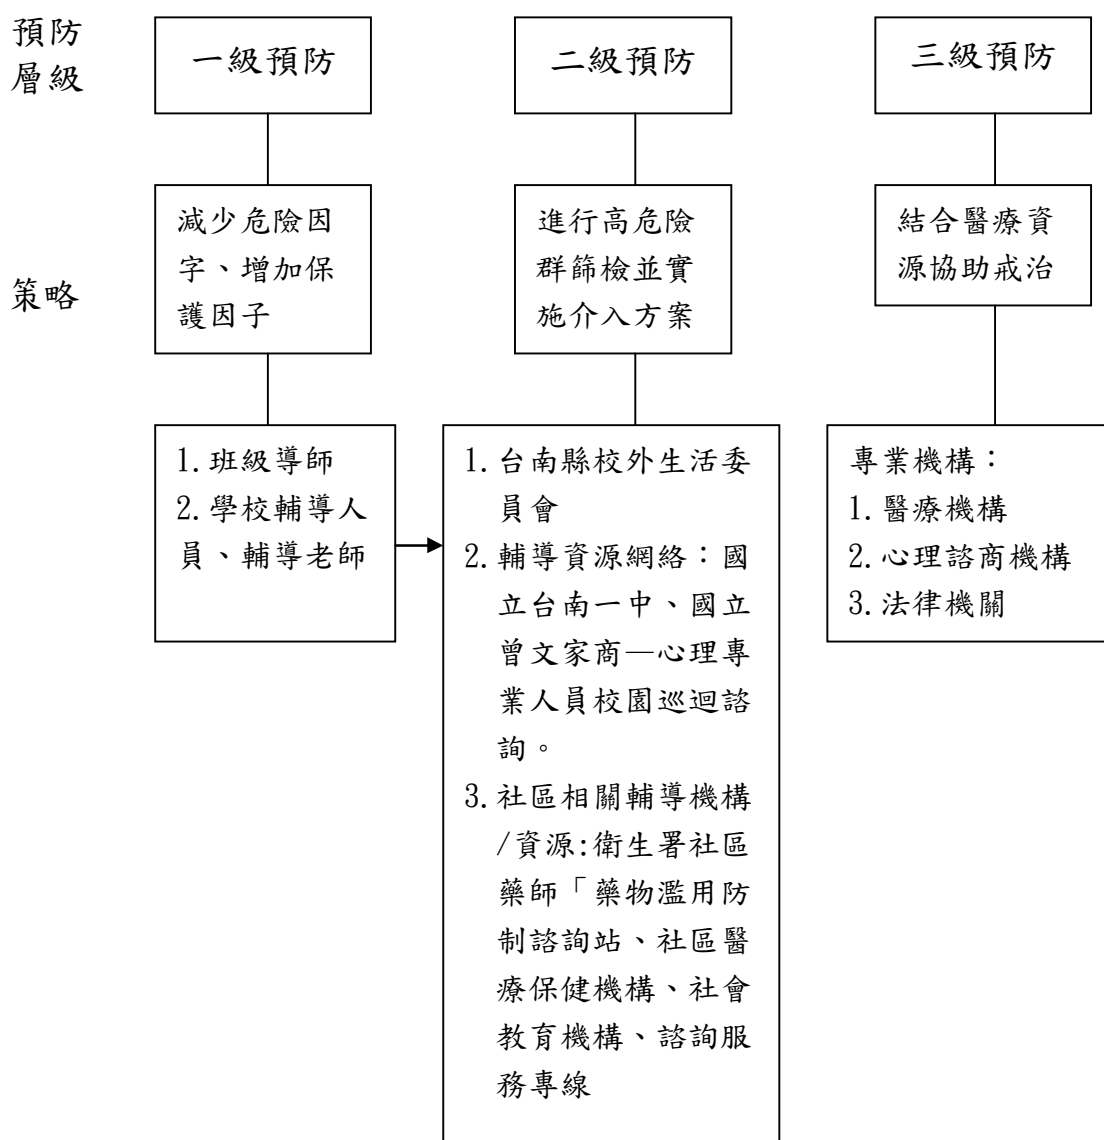 預防
層級
一級預防
二級預防
三級預防
策略
減少危險因
字、增加保
護因子
進行高危險
群篩檢並實
施介入方案
結合醫療資
源協助戒治
1.班級導師
2.學校輔導人
員、輔導老師
1.台南縣校外生活委
員會
2.輔導資源網絡：國
立台南一中、國立
曾文家商—心理專
業人員校園巡迴諮
詢。
3.社區相關輔導機構
/資源:衛生署社區
藥師「藥物濫用防
制諮詢站、社區醫
療保健機構、社會
教育機構、諮詢服
務專線
專業機構：
1.醫療機構
2.心理諮商機構
3.法律機關